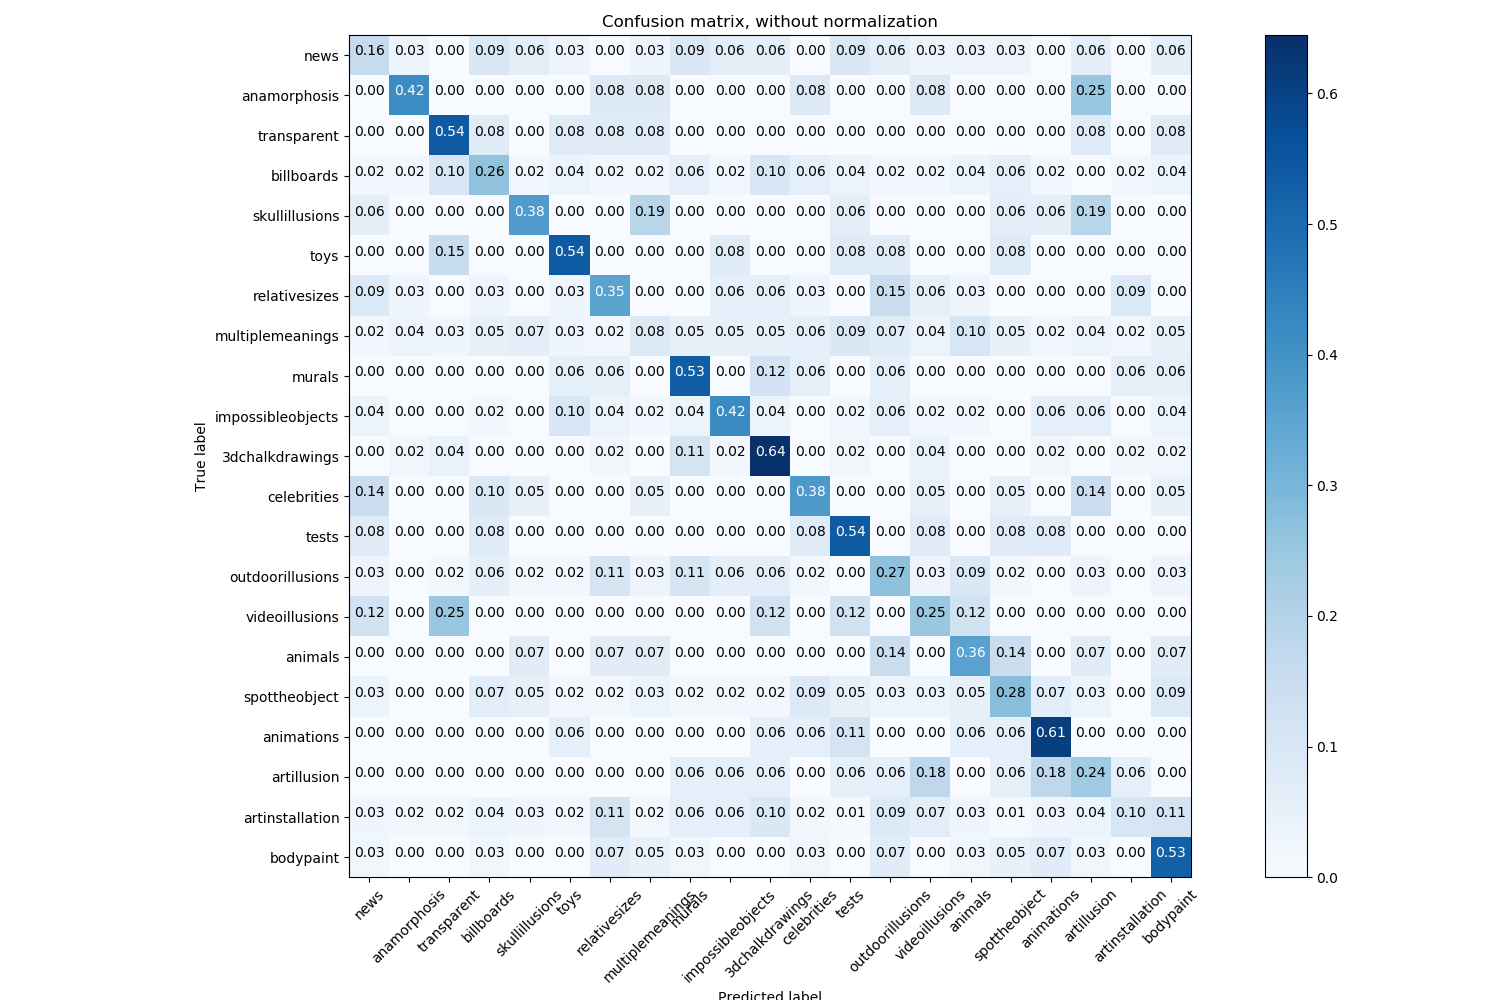 Confusion matrix, without normalization
news 0.16 0.03 0.00 0.09 0.06 0.03 0.00 0.03 0.09 0.06 0.06 0.00 0.09 0.06 0.03 0.03 0.03 0.00 0.06 0.00 0.06
anamorphosis 0.00 0.42 0.00 0.00 0.00 0.00 0.08 0.08 0.00 0.00 0.00 0.08 0.00 0.00 0.08 0.00 0.00 0.00 0.25 0.00 0.00
transparent 0.00 0.00 0.54 0.08 0.00 0.08 0.08 0.08 0.00 0.00 0.00 0.00 0.00 0.00 0.00 0.00 0.00 0.00 0.08 0.00 0.08
billboards 0.02 0.02 0.10 0.26 0.02 0.04 0.02 0.02 0.06 0.02 0.10 0.06 0.04 0.02 0.02 0.04 0.06 0.02 0.00 0.02 0.04
skullillusions 0.06 0.00 0.00 0.00 0.38 0.00 0.00 0.19 0.00 0.00 0.00 0.00 0.06 0.00 0.00 0.00 0.06 0.06 0.19 0.00 0.00
toys 0.00 0.00 0.15 0.00 0.00 0.54 0.00 0.00 0.00 0.08 0.00 0.00 0.08 0.08 0.00 0.00 0.08 0.00 0.00 0.00 0.00
relativesizes 0.09 0.03 0.00 0.03 0.00 0.03 0.35 0.00 0.00 0.06 0.06 0.03 0.00 0.15 0.06 0.03 0.00 0.00 0.00 0.09 0.00
multiplemeanings 0.02 0.04 0.03 0.05 0.07 0.03 0.02 0.08 0.05 0.05 0.05 0.06 0.09 0.07 0.04 0.10 0.05 0.02 0.04 0.02 0.05
murals 0.00 0.00 0.00 0.00 0.00 0.06 0.06 0.00 0.53 0.00 0.12 0.06 0.00 0.06 0.00 0.00 0.00 0.00 0.00 0.06 0.06
impossibleobjects 0.04 0.00 0.00 0.02 0.00 0.10 0.04 0.02 0.04 0.42 0.04 0.00 0.02 0.06 0.02 0.02 0.00 0.06 0.06 0.00 0.04
3dchalkdrawings 0.00 0.02 0.04 0.00 0.00 0.00 0.02 0.00 0.11 0.02 0.64 0.00 0.02 0.00 0.04 0.00 0.00 0.02 0.00 0.02 0.02
celebrities 0.14 0.00 0.00 0.10 0.05 0.00 0.00 0.05 0.00 0.00 0.00 0.38 0.00 0.00 0.05 0.00 0.05 0.00 0.14 0.00 0.05
tests 0.08 0.00 0.00 0.08 0.00 0.00 0.00 0.00 0.00 0.00 0.00 0.08 0.54 0.00 0.08 0.00 0.08 0.08 0.00 0.00 0.00
outdoorillusions 0.03 0.00 0.02 0.06 0.02 0.02 0.11 0.03 0.11 0.06 0.06 0.02 0.00 0.27 0.03 0.09 0.02 0.00 0.03 0.00 0.03
videoillusions 0.12 0.00 0.25 0.00 0.00 0.00 0.00 0.00 0.00 0.00 0.12 0.00 0.12 0.00 0.25 0.12 0.00 0.00 0.00 0.00 0.00
animals 0.00 0.00 0.00 0.00 0.07 0.00 0.07 0.07 0.00 0.00 0.00 0.00 0.00 0.14 0.00 0.36 0.14 0.00 0.07 0.00 0.07
spottheobject 0.03 0.00 0.00 0.07 0.05 0.02 0.02 0.03 0.02 0.02 0.02 0.09 0.05 0.03 0.03 0.05 0.28 0.07 0.03 0.00 0.09
animations 0.00 0.00 0.00 0.00 0.00 0.06 0.00 0.00 0.00 0.00 0.06 0.06 0.11 0.00 0.00 0.06 0.06 0.61 0.00 0.00 0.00
artillusion 0.00 0.00 0.00 0.00 0.00 0.00 0.00 0.00 0.06 0.06 0.06 0.00 0.06 0.06 0.18 0.00 0.06 0.18 0.24 0.06 0.00
artinstallation 0.03 0.02 0.02 0.04 0.03 0.02 0.11 0.02 0.06 0.06 0.10 0.02 0.01 0.09 0.07 0.03 0.01 0.03 0.04 0.10 0.11
bodypaint 0.03 0.00 0.00 0.03 0.00 0.00 0.07 0.05 0.03 0.00 0.00 0.03 0.00 0.07 0.00 0.03 0.05 0.07 0.03 0.00 0.53
True label
news
anamorphosis
transparent
billboards
skullillusions
toys
relativesizes
multiplemeanings
murals
impossibleobjects
3dchalkdrawings
celebrities
tests
outdoorillusions
videoillusions
animals
spottheobject
animations
artillusion
artinstallation
bodypaint
Predicted label
0.6
0.5
0.4
0.3
0.2
0.1
0.0